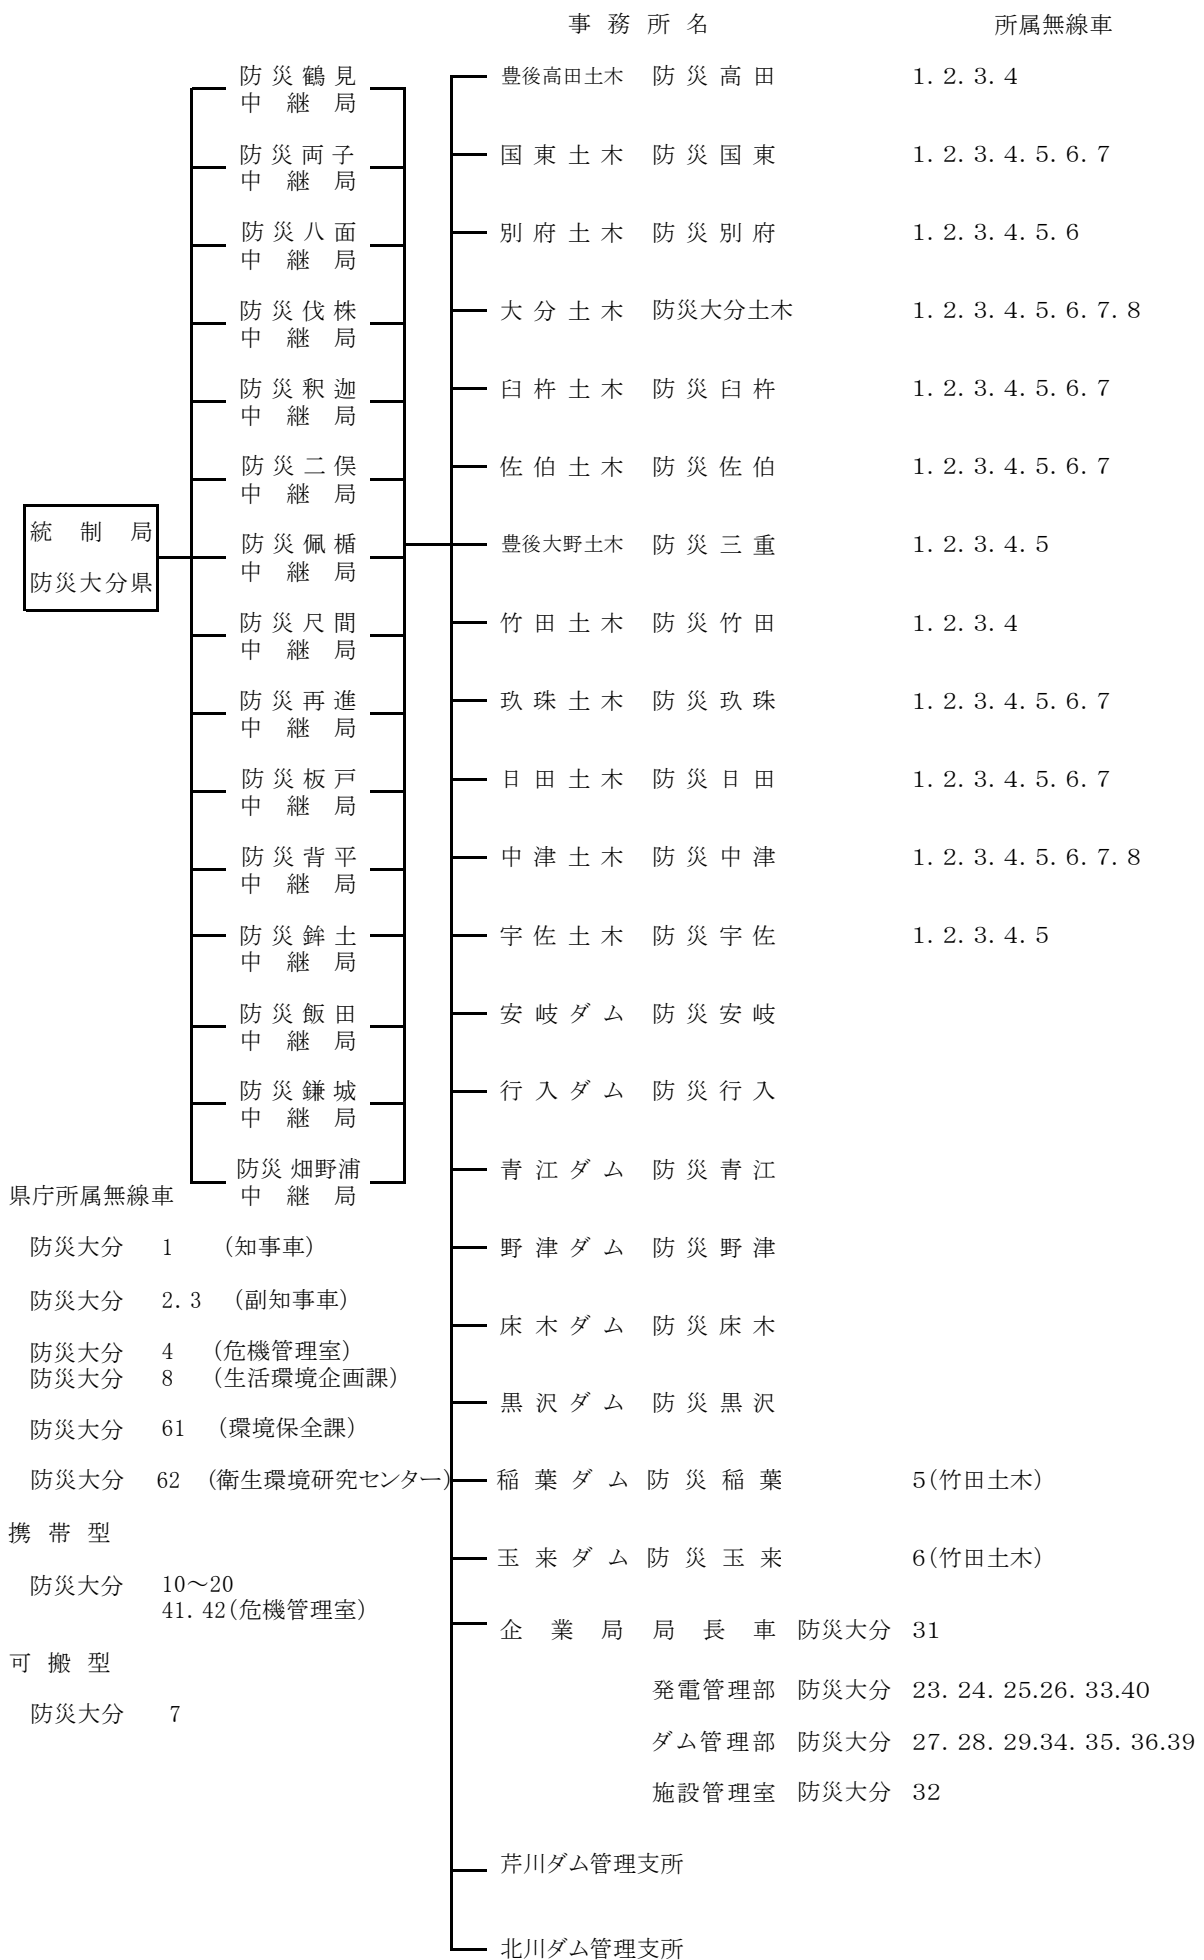 事務所名 所属無線車
統制局
防災大分県
防災鶴見
中継局
防災両子
中継局
防災八面
中継局
防災伐株
中継局
防災釈迦
中継局
防災二俣
中継局
防災佩楯
中継局
防災尺間
中継局
防災再進
中継局
防災板戸
中継局
防災背平
中継局
防災鉾土
中継局
防災飯田
中継局
防災鎌城
中継局
防災 畑野浦
中継局
豊後高田土木 防災高田 1. 2. 3. 4
国東土木 防災国東 1. 2. 3. 4. 5. 6. 7
別府土木 防災別府 1. 2. 3. 4. 5. 6
大分土木 防災大分土木 1. 2. 3. 4. 5. 6. 7. 8
臼杵土木 防災臼杵 1. 2. 3. 4. 5. 6. 7
佐伯土木 防災佐伯 1. 2. 3. 4. 5. 6. 7
豊後大野土木 防災三重 1. 2. 3. 4. 5
竹田土木 防災竹田 1. 2. 3. 4
玖珠土木 防災玖珠 1. 2. 3. 4. 5. 6. 7
日田土木 防災日田 1. 2. 3. 4. 5. 6. 7
中津土木 防災中津 1. 2. 3. 4. 5. 6. 7. 8
宇佐土木 防災宇佐 1. 2. 3. 4. 5
安岐ダム 防災安岐
行入ダム 防災行入
青江ダム 防災青江
野津ダム 防災野津
床木ダム 防災床木
黒沢ダム 防災黒沢
稲葉ダム 防災稲葉 5(竹田土木)
玉来ダム 防災玉来 6(竹田土木)
企業局 局長車 防災大分 31
発電管理部 防災大分 23. 24. 25.26. 33.40
ダム管理部 防災大分 27. 28. 29.34. 35. 36.39
施設管理室 防災大分 32
芹川ダム管理支所
北川ダム管理支所
県庁所属無線車
防災大分 1 (知事車)
防災大分 2. 3 (副知事車)
防災大分 4 (危機管理室)
防災大分 8 (生活環境企画課)
防災大分 61 (環境保全課)
防災大分 62 (衛生環境研究センター)
携帯型
防災大分 10～20
41. 42(危機管理室)
可搬型
防災大分 7